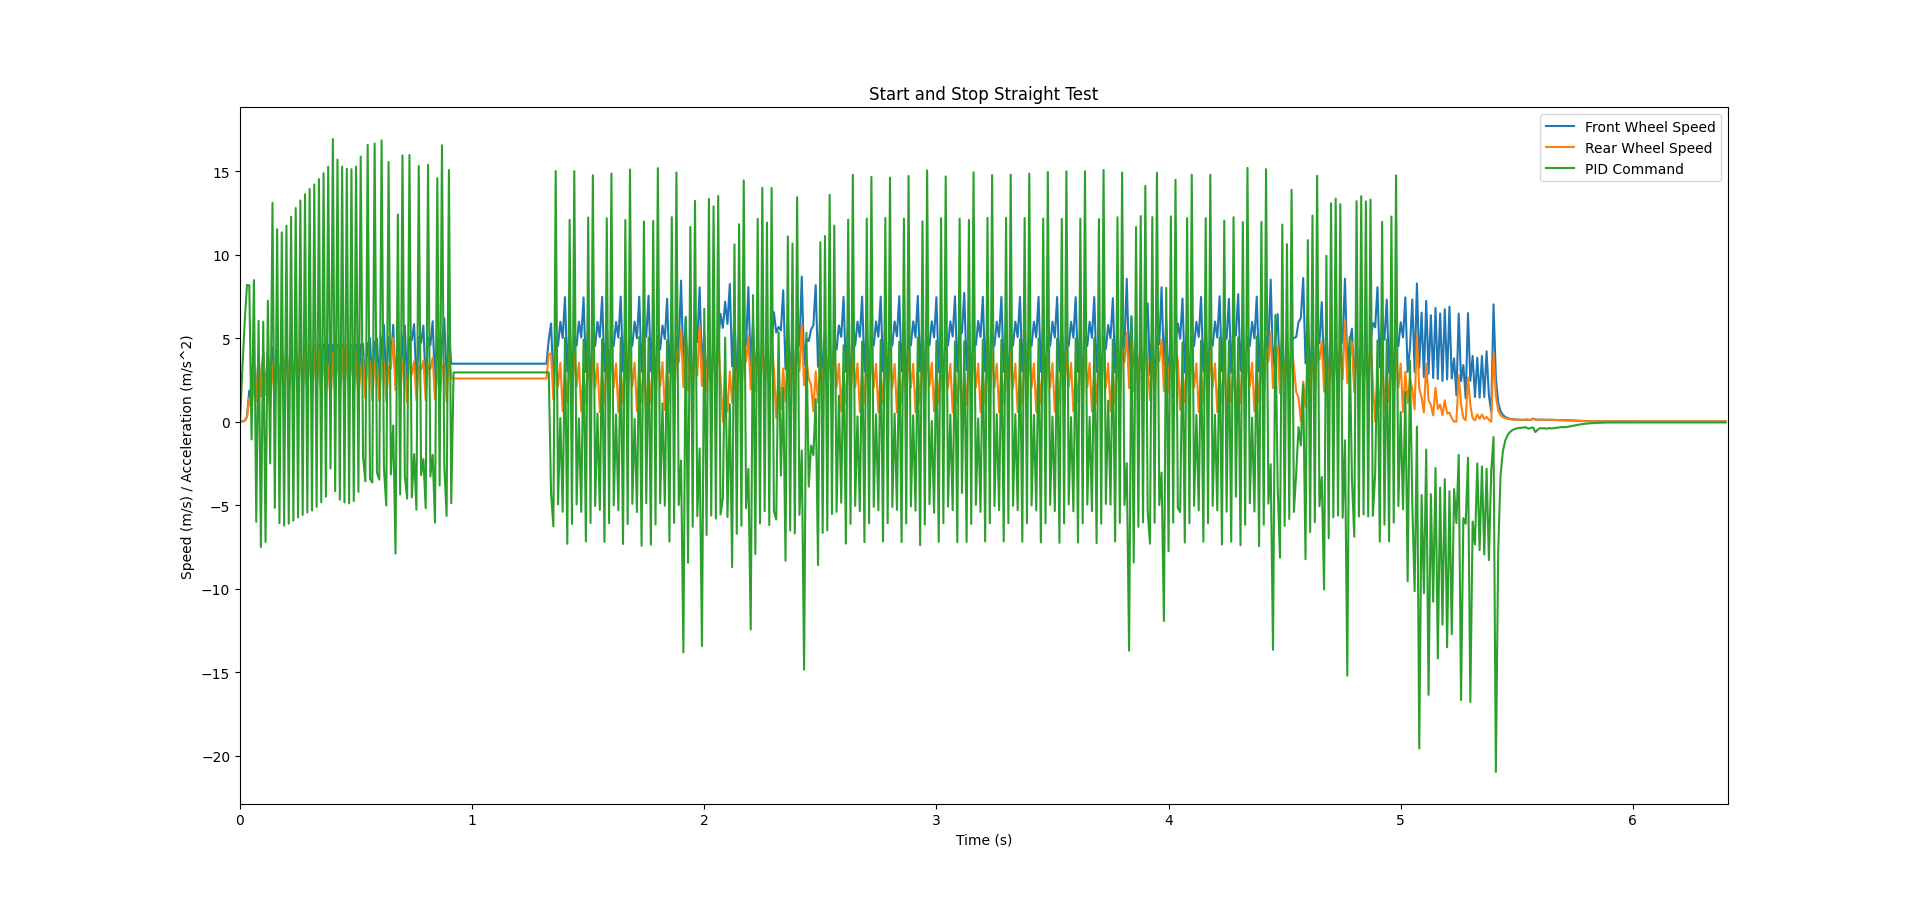 Start and Stop Straight Test
Front Wheel Speed
Rear Wheel Speed
PID Command
Speed (m/s) / Acceleration (m/s^2)
15
10
5
0
−5
−10
−15
−20
0 1 2 3 4 5 6
Time (s)